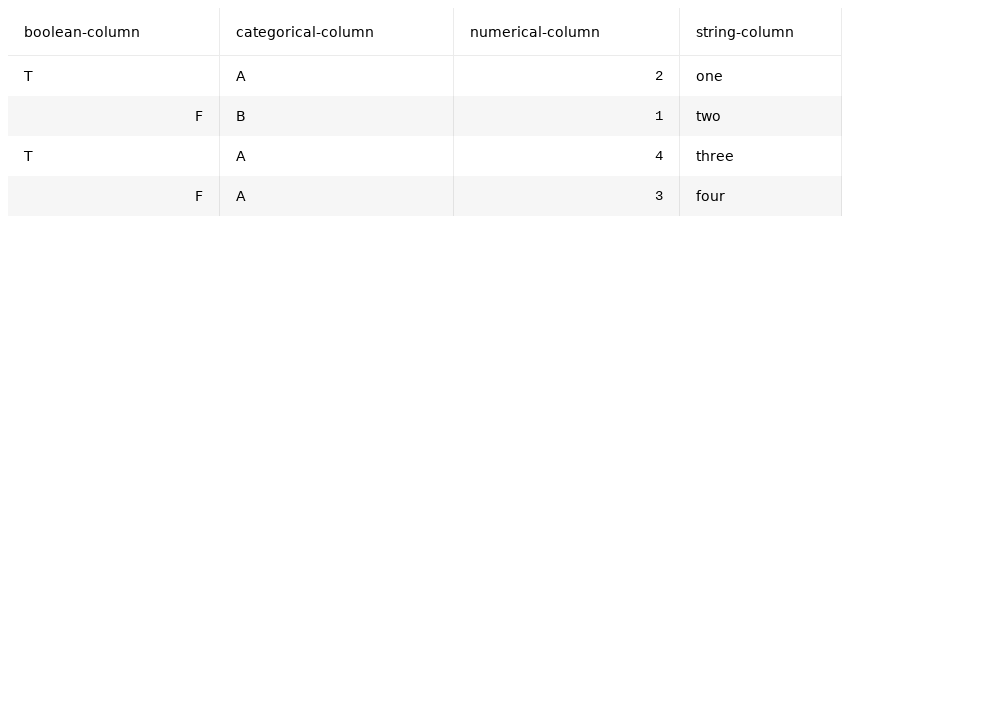 boolean-column categorical-column numerical-column string-column
T A 2 one
F B 1 two
T A 4 three
F A 3 four